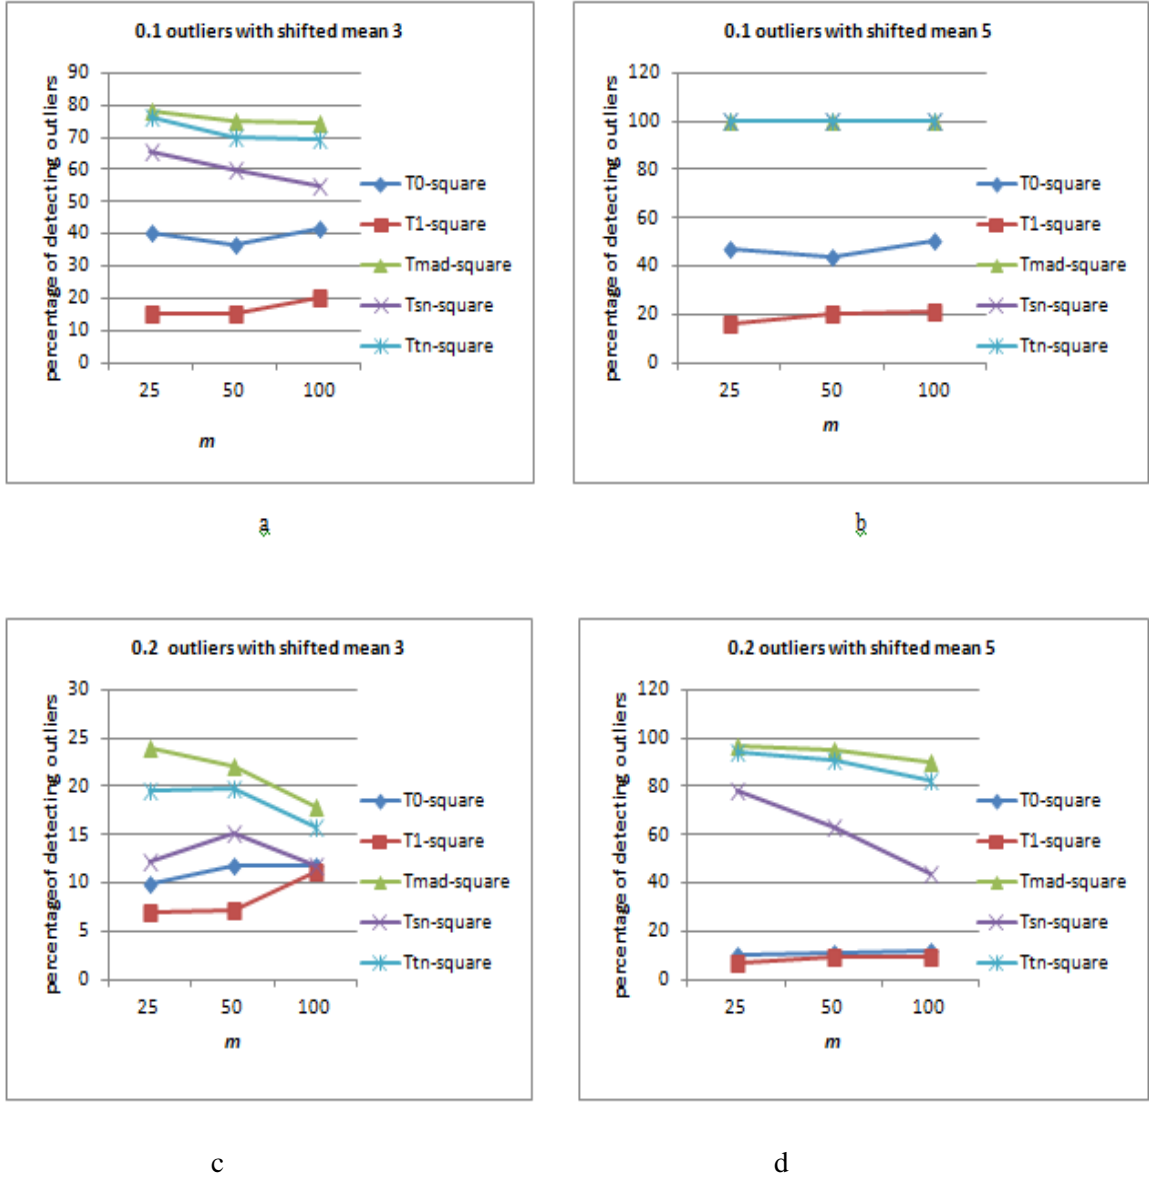 0.1 outliers with shifted mean 3
percentage of detecting outliers
90
80
70
60
50
40
30
20
10
0
25 50 100
m
T0-square
T1-square
Tmad-square
Tsn-square
Ttn-square
a
0.1 outliers with shifted mean 5
percentage of detecting outliers
120
100
80
60
40
20
0
25 50 100
m
T0-square
T1-square
Tmad-square
Tsn-square
Ttn-square
b
0.2 outliers with shifted mean 3
percentageof detecting outliers
30
25
20
15
10
5
0
25 50 100
m
T0-square
T1-square
Tmad-square
Tsn-square
Ttn-square
c
0.2 outliers with shifted mean 5
percentage of detecting outliers
120
100
80
60
40
20
0
25 50 100
m
T0-square
T1-square
Tmad-square
Tsn-square
Ttn-square
d